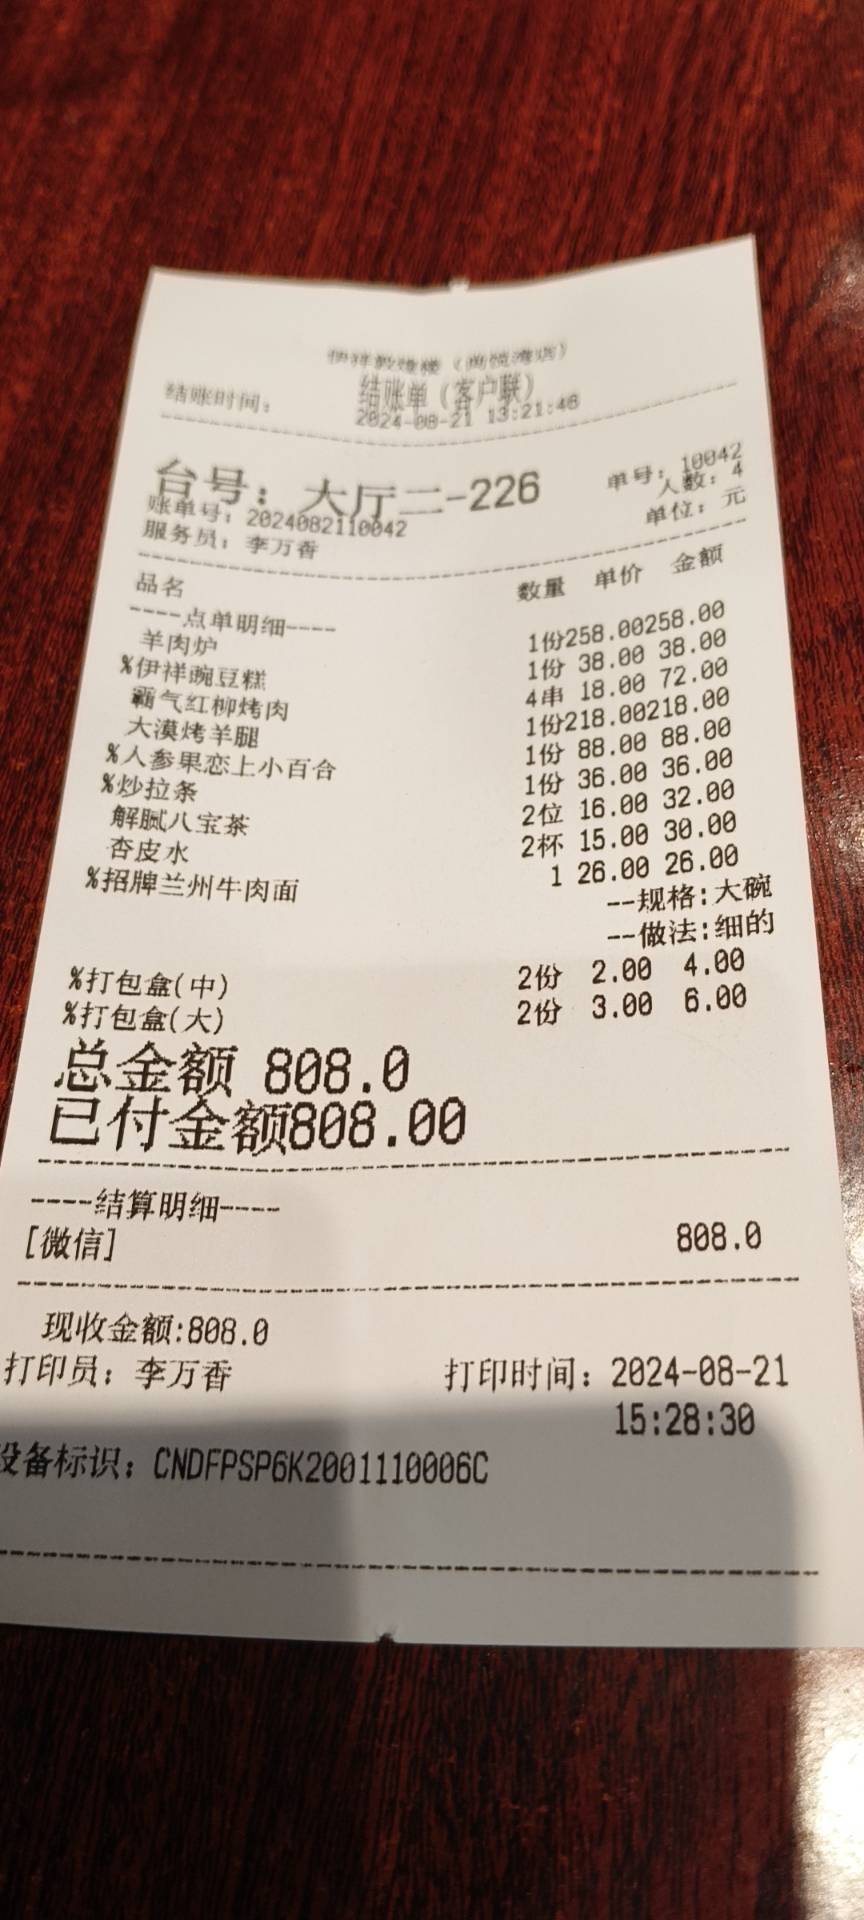 结账单（客户联）
结账时间： 2024-08-21 13:21:46
台号：大厅二-226 单号：10042
账单号：2024082110042 人数：4
服务员：李万香 单位：元
品名 数量 单价 金额
----点单明细----
羊肉炉 1份258.00258.00
%伊祥豌豆糕 1份 38.00 38.00
霸气红柳烤肉 4串 18.00 72.00
大漠烤羊腿 1份218.00218.00
%人参果恋上小百合 1份 88.00 88.00
%炒拉条 1份 36.00 36.00
解腻八宝茶 2位 16.00 32.00
杏皮水 2杯 15.00 30.00
%招牌兰州牛肉面 1 26.00 26.00
--规格:大碗
--做法:细的
%打包盒(中) 2份 2.00 4.00
%打包盒(大) 2份 3.00 6.00
总金额 808.0
已付金额808.00
----结算明细----
[微信] 808.0
现收金额:808.0
打印员：李万香 打印时间：2024-08-21
15:28:30
设备标识：CNDFPSP6K2001110006C